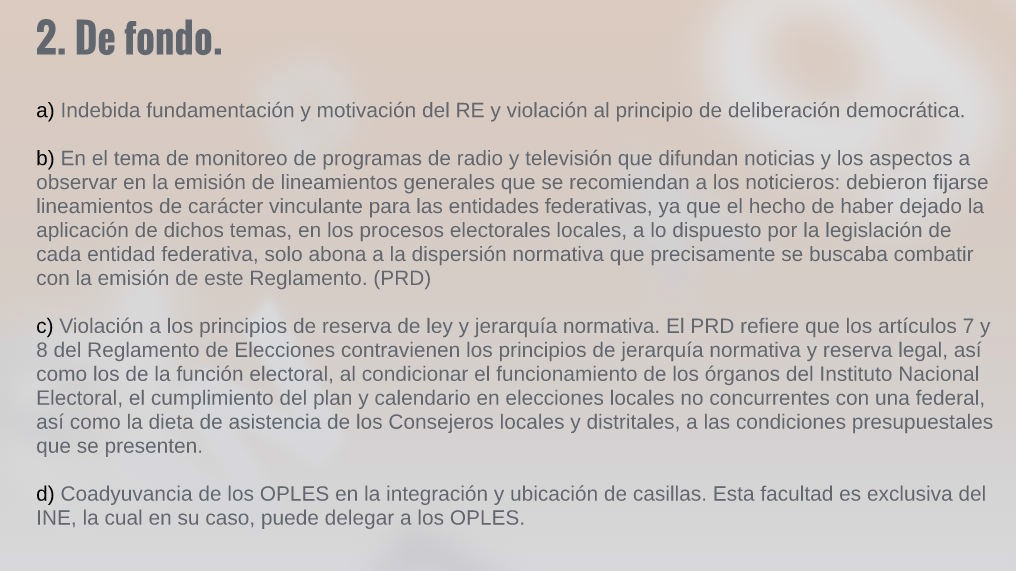 2. De fondo.
a) Indebida fundamentación y motivación del RE y violación al principio de deliberación democrática.
b) En el tema de monitoreo de programas de radio y televisión que difundan noticias y los aspectos a
observar en la emisión de lineamientos generales que se recomiendan a los noticieros: debieron fijarse
lineamientos de carácter vinculante para las entidades federativas, ya que el hecho de haber dejado la
aplicación de dichos temas, en los procesos electorales locales, a lo dispuesto por la legislación de
cada entidad federativa, solo abona a la dispersión normativa que precisamente se buscaba combatir
con la emisión de este Reglamento. (PRD)
c) Violación a los principios de reserva de ley y jerarquía normativa. El PRD refiere que los artículos 7 y
8 del Reglamento de Elecciones contravienen los principios de jerarquía normativa y reserva legal, así
como los de la función electoral, al condicionar el funcionamiento de los órganos del Instituto Nacional
Electoral, el cumplimiento del plan y calendario en elecciones locales no concurrentes con una federal,
así como la dieta de asistencia de los Consejeros locales y distritales, a las condiciones presupuestales
que se presenten.
d) Coadyuvancia de los OPLES en la integración y ubicación de casillas. Esta facultad es exclusiva del
INE, la cual en su caso, puede delegar a los OPLES.